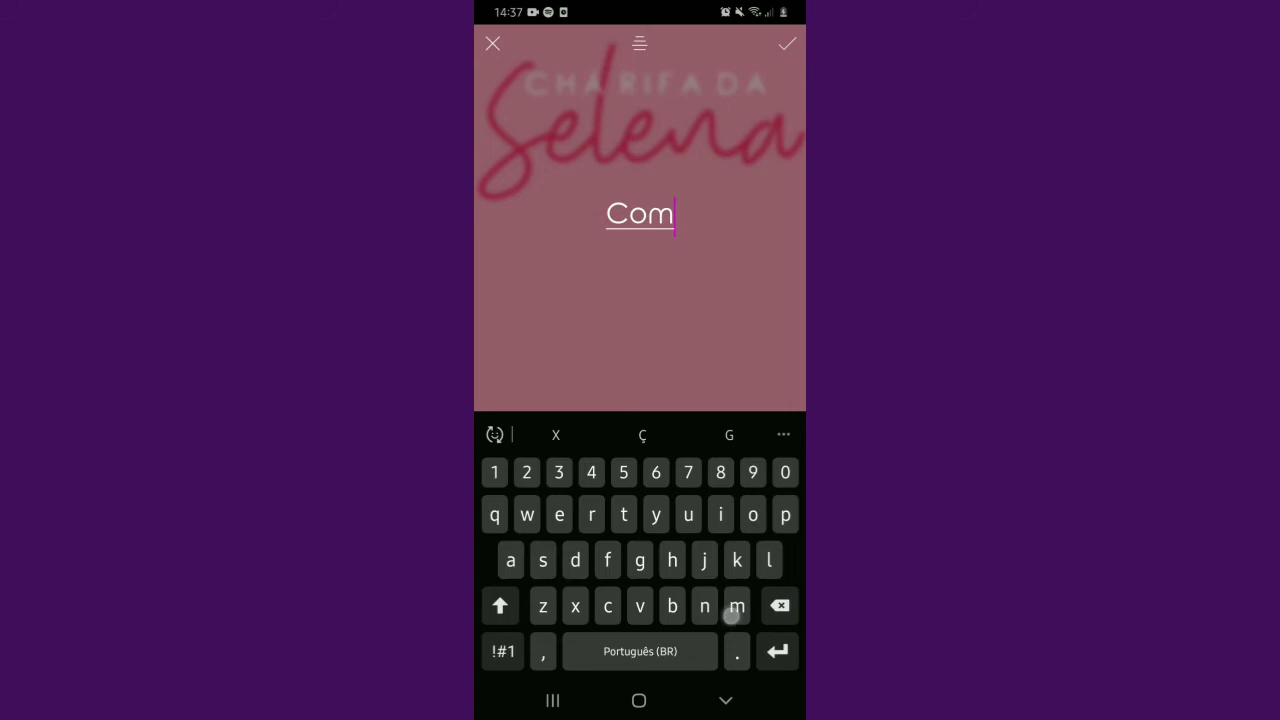 14:37
CHÁ RIFA DA
Selena
Com
X Ç G ...
1 2 3 4 5 6 7 8 9 0
q w e r t y u i o p
a s d f g h j k l
z x c v b n m
!#1 , Português (BR) .